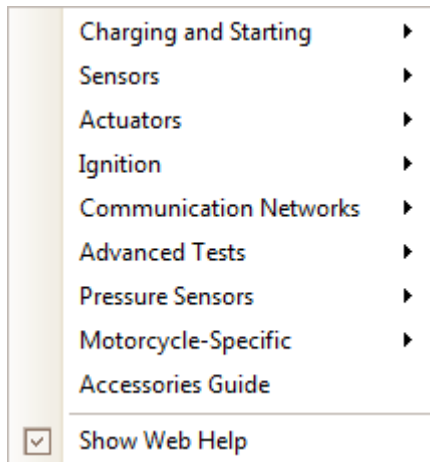 Charging and Starting
Sensors
Actuators
Ignition
Communication Networks
Advanced Tests
Pressure Sensors
Motorcycle-Specific
Accessories Guide
Show Web Help